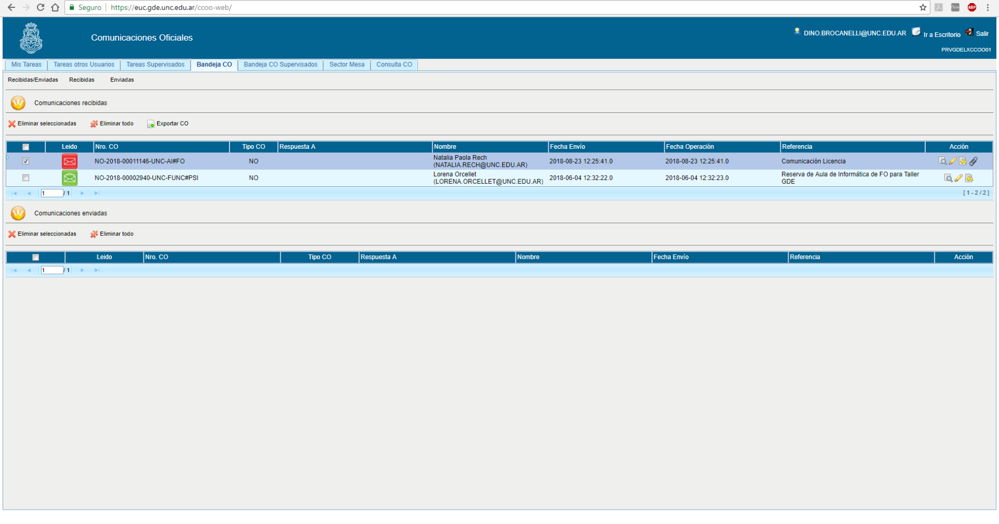 Seguro | https://euc.gde.unc.edu.ar/ccoo-web/
ABP
Comunicaciones Oficiales
DINO.BROCANELLI@UNC.EDU.AR Ir a Escritorio Salir
PRVGDELXCCOO01
Mis Tareas Tareas otros Usuarios Tareas Supervisados Bandeja CO Bandeja CO Supervisados Sector Mesa Consulta CO
Recibidas/Enviadas Recibidas Enviadas
Comunicaciones recibidas
Eliminar seleccionadas Eliminar todo Exportar CO
Leido Nro. CO Tipo CO Respuesta A Nombre Fecha Envío Fecha Operación Referencia Acción
NO-2018-00011146-UNC-AI#FO NO Natalia Paola Rech (NATALIA.RECH@UNC.EDU.AR) 2018-08-23 12:25:41.0 2018-08-23 12:25:41.0 Comunicación Licencia
NO-2018-00002940-UNC-FUNC#PSI NO Lorena Orcellet (LORENA.ORCELLET@UNC.EDU.AR) 2018-06-04 12:32:22.0 2018-06-04 12:32:23.0 Reserva de Aula de Informática de FO para Taller GDE
1 / 1 [ 1 - 2 / 2 ]
Comunicaciones enviadas
Eliminar seleccionadas Eliminar todo
Leido Nro. CO Tipo CO Respuesta A Nombre Fecha Envío Referencia Acción
1 / 1